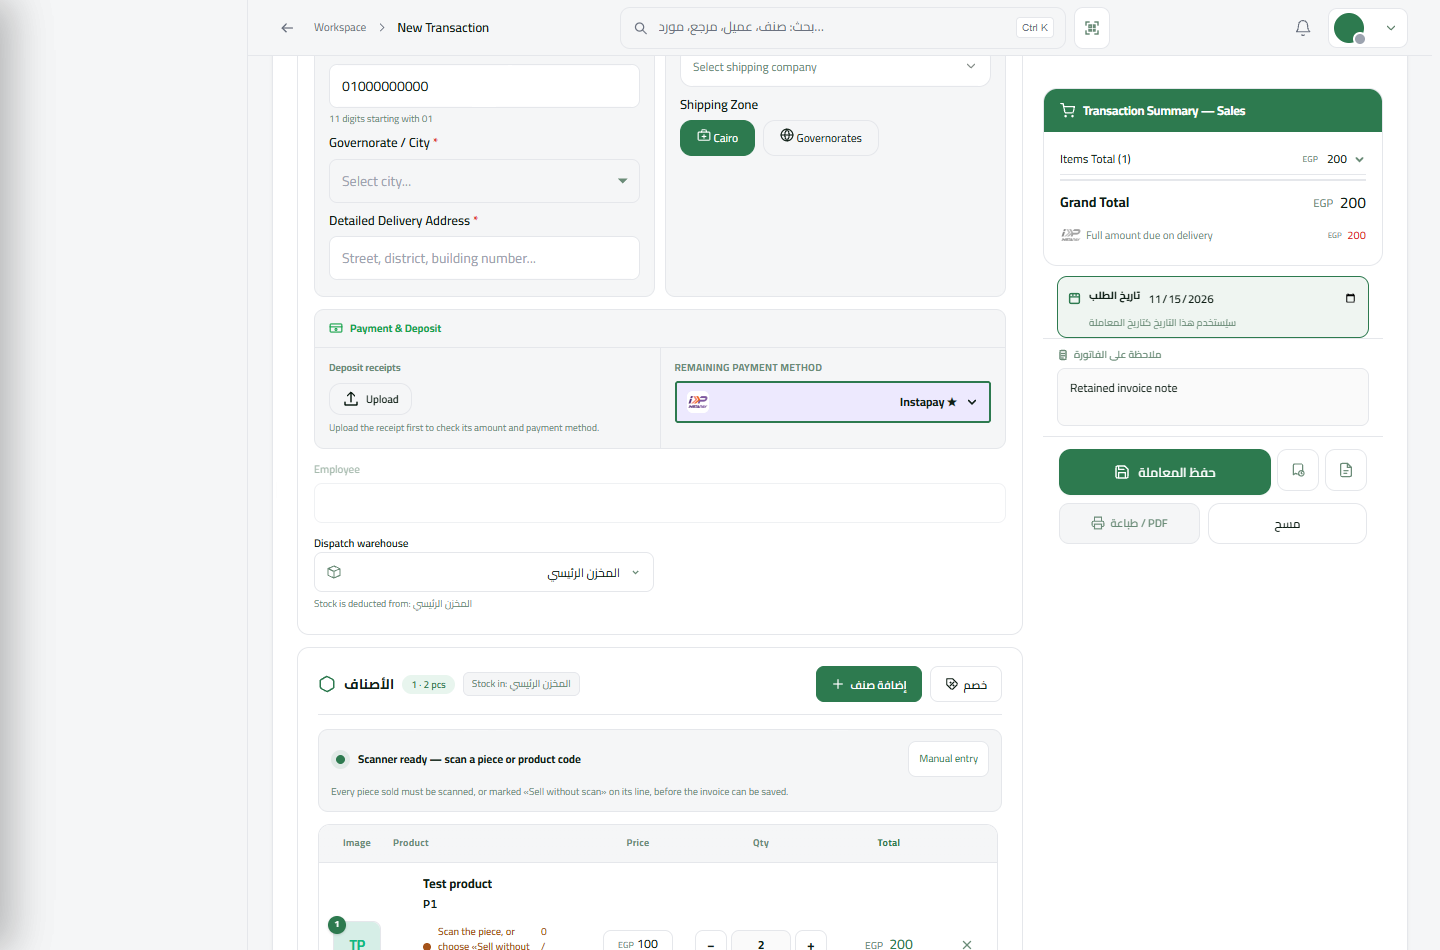 Workspace > New Transaction
بحث: صنف، عميل، مرجع، مورد...
Ctrl K
01000000000
11 digits starting with 01
Governorate / City *
Select city...
Detailed Delivery Address *
Street, district, building number...
Select shipping company
Shipping Zone
Cairo
Governorates
Payment & Deposit
Deposit receipts
Upload
Upload the receipt first to check its amount and payment method.
REMAINING PAYMENT METHOD
Instapay ★
Employee
Dispatch warehouse
المخزن الرئيسي
Stock is deducted from: المخزن الرئيسي
الأصناف
1 · 2 pcs
Stock in: المخزن الرئيسي
إضافة صنف
خصم
Scanner ready — scan a piece or product code
Manual entry
Every piece sold must be scanned, or marked «Sell without scan» on its line, before the invoice can be saved.
Image Product Price Qty Total
Test product
P1
1
TP
Scan the piece, or
choose «Sell without
0
/
EGP 100
−
2
+
EGP 200
Transaction Summary — Sales
Items Total (1) EGP 200
Grand Total EGP 200
Full amount due on delivery EGP 200
تاريخ الطلب 11/15/2026
سيُستخدم هذا التاريخ كتاريخ المعاملة
ملاحظة على الفاتورة
Retained invoice note
حفظ المعاملة
طباعة / PDF
مسح